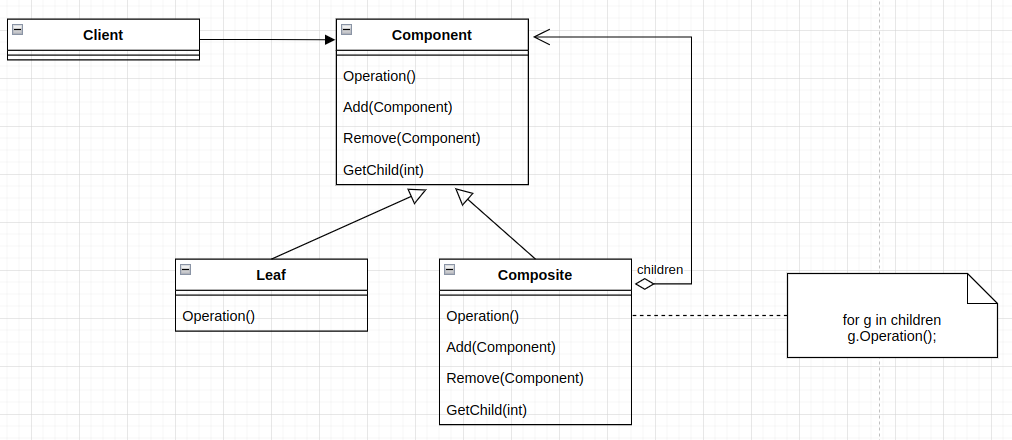 Client
Component
Operation()
Add(Component)
Remove(Component)
GetChild(int)
Leaf
Operation()
Composite
children
Operation()
Add(Component)
Remove(Component)
GetChild(int)
for g in children
g.Operation();